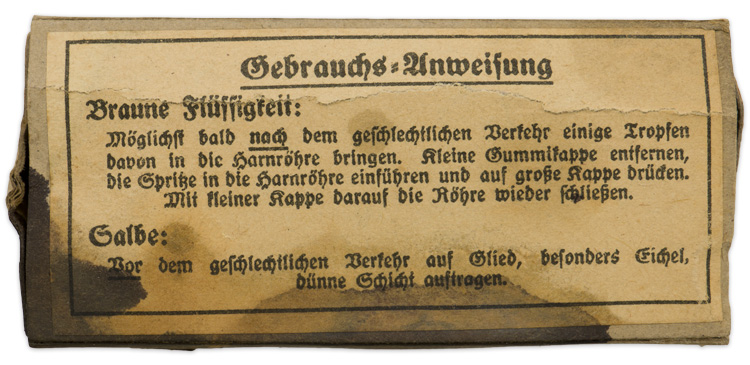 Gebrauchs-Anweisung
Braune Flüssigkeit:
Möglichst bald nach dem geschlechtlichen Verkehr einige Tropfen
davon in die Harnröhre bringen. Kleine Gummikappe entfernen,
die Spritze in die Harnröhre einführen und auf große Kappe drücken.
Mit kleiner Kappe darauf die Röhre wieder schließen.
Salbe:
Vor dem geschlechtlichen Verkehr auf Glied, besonders Eichel,
dünne Schicht auftragen.